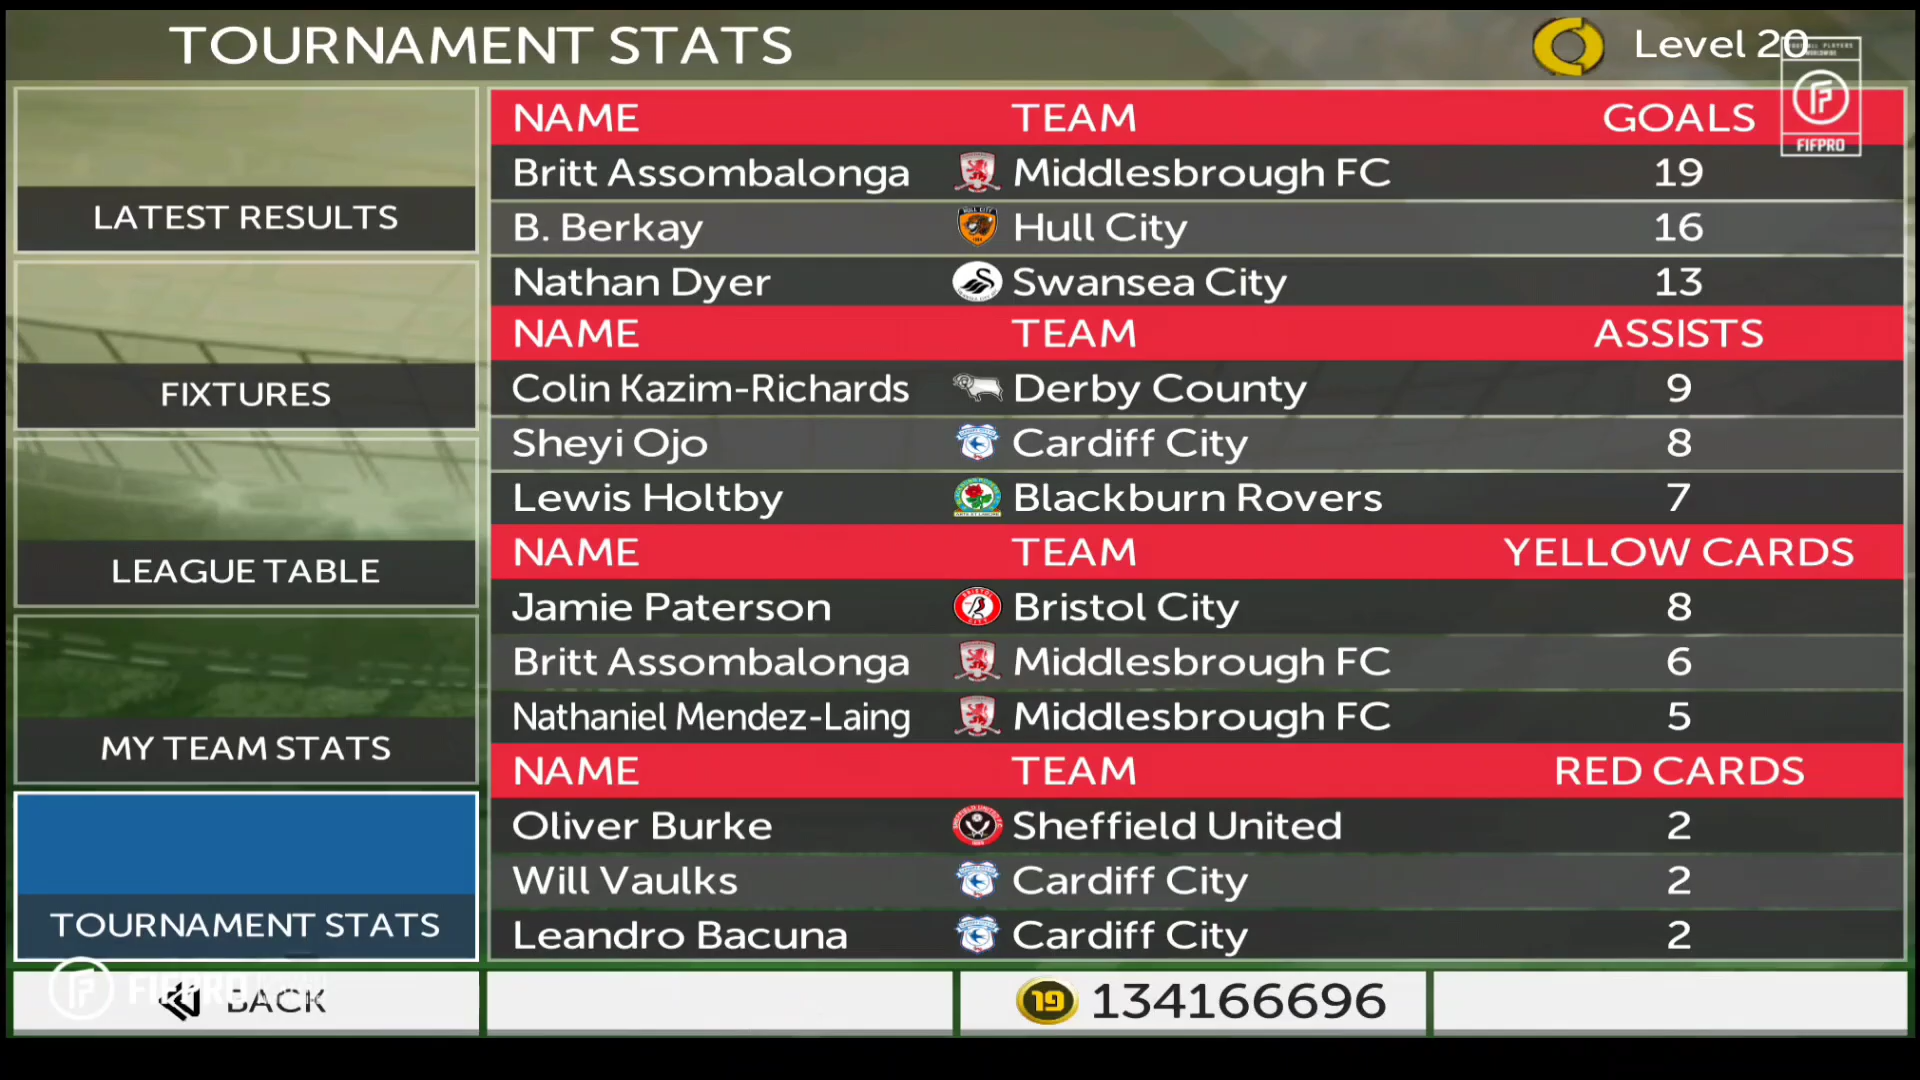 TOURNAMENT STATS
Level 20
FIFPRO
LATEST RESULTS
FIXTURES
LEAGUE TABLE
MY TEAM STATS
TOURNAMENT STATS
NAME TEAM GOALS
Britt Assombalonga Middlesbrough FC 19
B. Berkay Hull City 16
Nathan Dyer Swansea City 13
NAME TEAM ASSISTS
Colin Kazim-Richards Derby County 9
Sheyi Ojo Cardiff City 8
Lewis Holtby Blackburn Rovers 7
NAME TEAM YELLOW CARDS
Jamie Paterson Bristol City 8
Britt Assombalonga Middlesbrough FC 6
Nathaniel Mendez-Laing Middlesbrough FC 5
NAME TEAM RED CARDS
Oliver Burke Sheffield United 2
Will Vaulks Cardiff City 2
Leandro Bacuna Cardiff City 2
FIFPRO
BACK
19 134166696